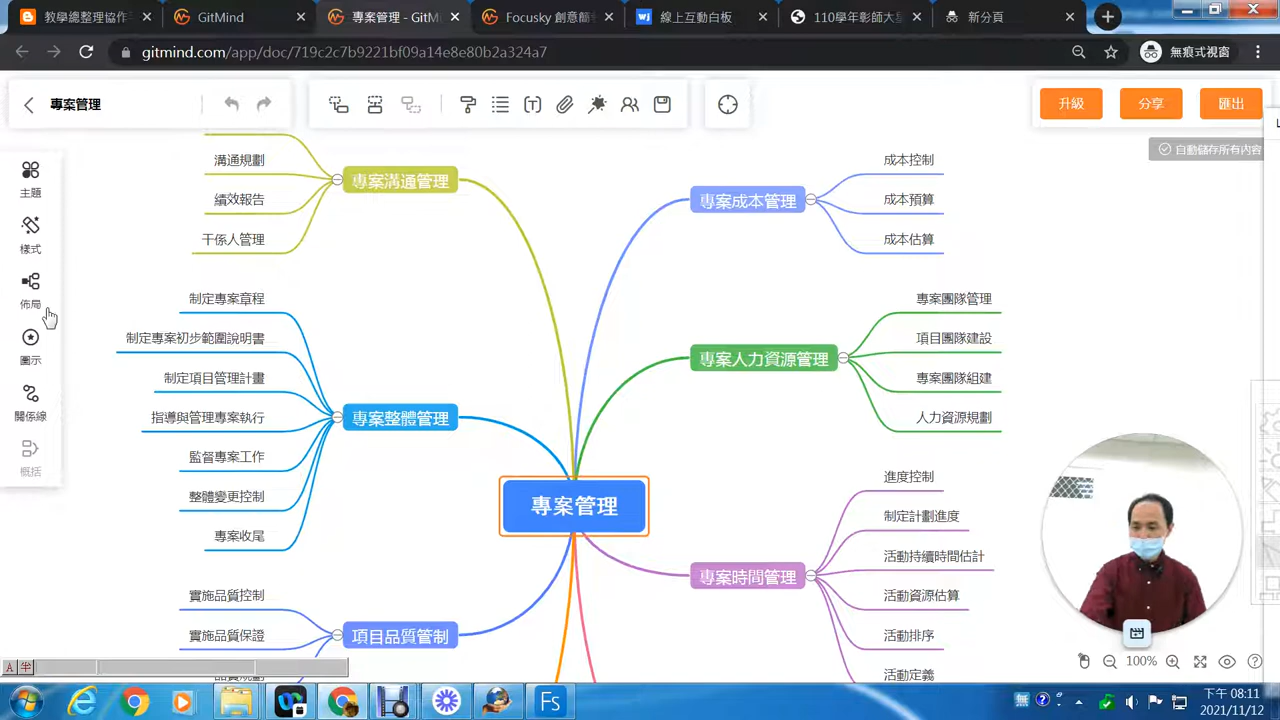 教學總整理協作
GitMind
專案管理 - GitM
Focusky
線上互動白板
110學年彰師大
新分頁
gitmind.com/app/doc/719c2c7b9221bf09a14e8e80b2a324a7
無痕式視窗
專案管理
升級
分享
匯出
自動儲存所有內容
主題
樣式
佈局
圖示
關係線
概括
溝通規劃
績效報告
干係人管理
專案溝通管理
制定專案章程
制定專案初步範圍說明書
制定項目管理計畫
指導與管理專案執行
監督專案工作
整體變更控制
專案收尾
專案整體管理
實施品質控制
實施品質保證
項目品質管制
專案管理
專案成本管理
成本控制
成本預算
成本估算
專案人力資源管理
專案團隊管理
項目團隊建設
專案團隊組建
人力資源規劃
專案時間管理
進度控制
制定計劃進度
活動持續時間估計
活動資源估算
活動排序
活動定義
100%
A 半
Fs
下午 08:11
2021/11/12